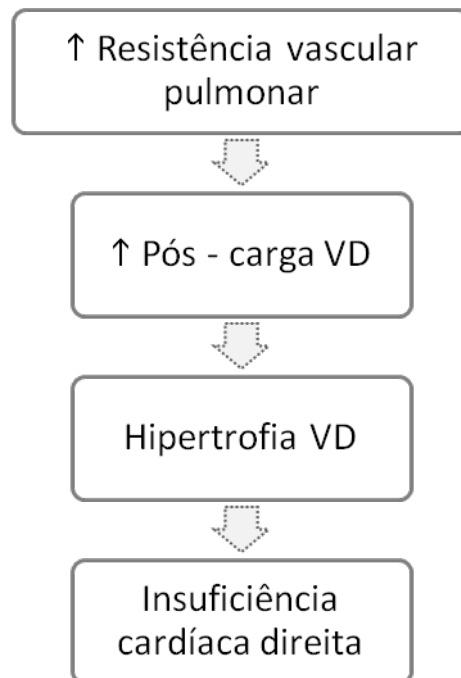 ↑ Resistência vascular
pulmonar
↑ Pós - carga VD
Hipertrofia VD
Insuficiência
cardíaca direita